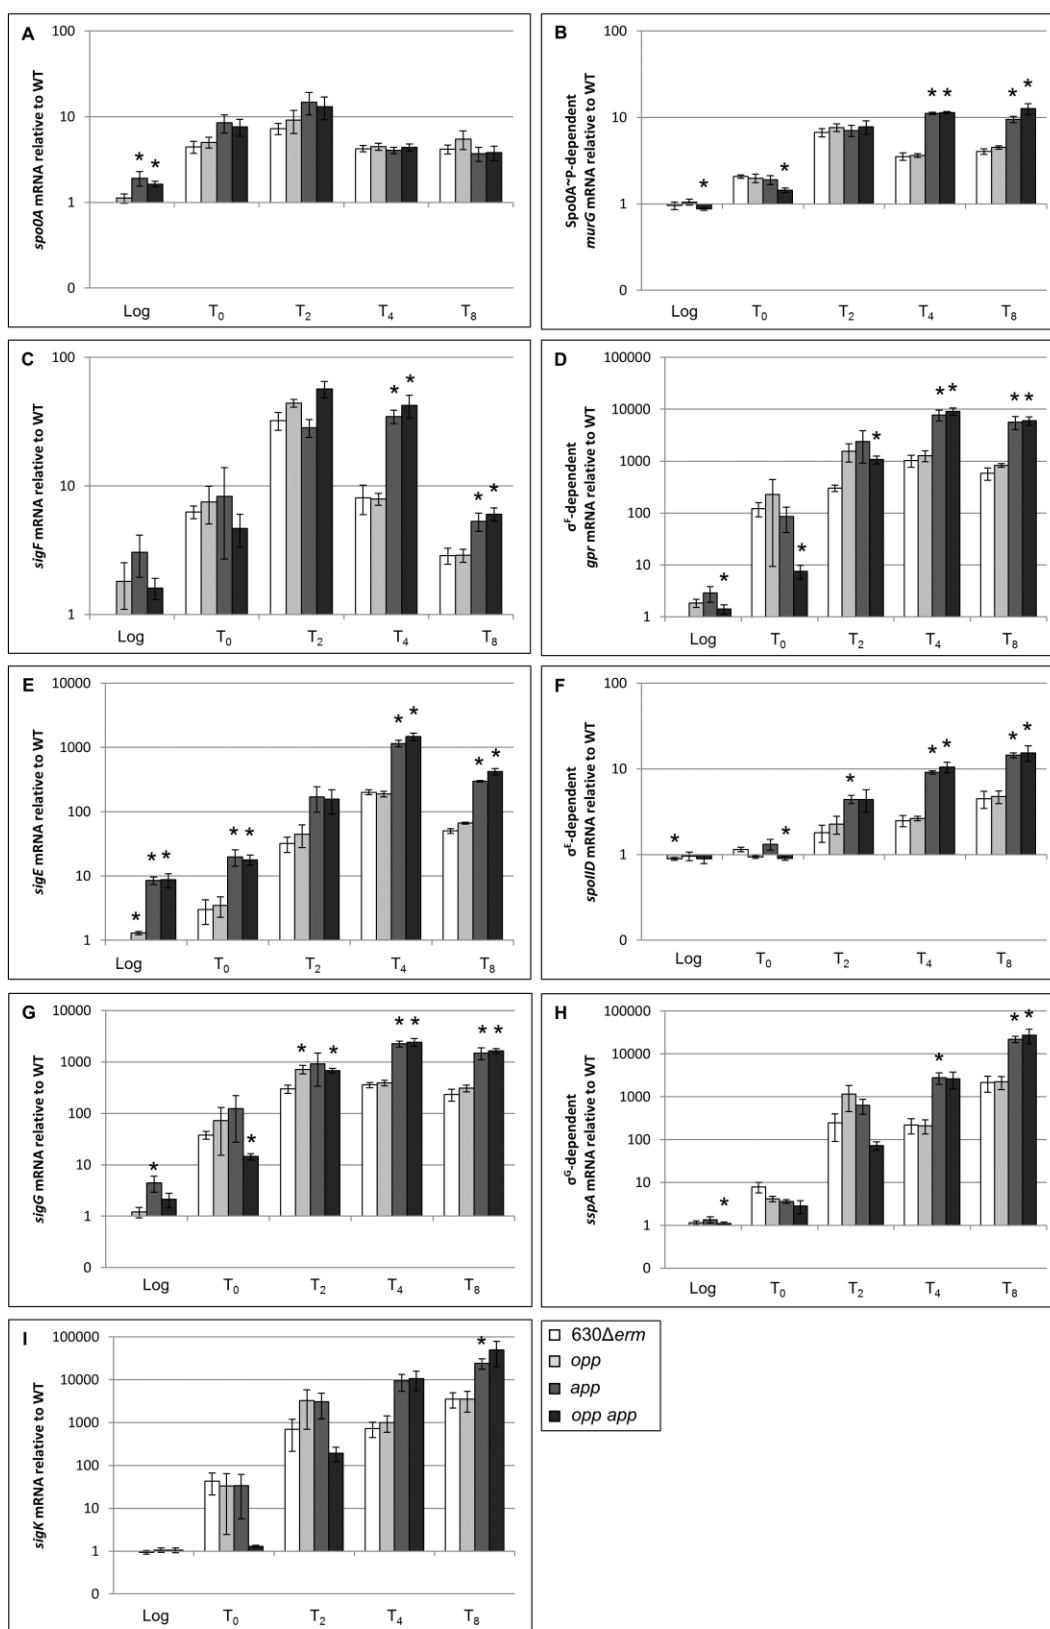 A
spo0A mRNA relative to WT
100
10
1
0
Log T0 T2 T4 T8
* *
B
Spo0A~P-dependent
murG mRNA relative to WT
100
10
1
0
Log T0 T2 T4 T8
* * * * * *
C
sigF mRNA relative to WT
100
10
1
Log T0 T2 T4 T8
* * * *
D
σF-dependent
gpr mRNA relative to WT
100000
10000
1000
100
10
1
Log T0 T2 T4 T8
* * * * * * *
E
sigE mRNA relative to WT
10000
1000
100
10
1
Log T0 T2 T4 T8
* * * * * * * * *
F
σE-dependent
spoIID mRNA relative to WT
100
10
1
0
Log T0 T2 T4 T8
* * * * * * *
G
sigG mRNA relative to WT
10000
1000
100
10
1
0
Log T0 T2 T4 T8
* * * * * * * *
H
σG-dependent
sspA mRNA relative to WT
100000
10000
1000
100
10
1
0
Log T0 T2 T4 T8
* * * *
I
sigK mRNA relative to WT
100000
10000
1000
100
10
1
0
Log T0 T2 T4 T8
*
630Δerm
opp
app
opp app